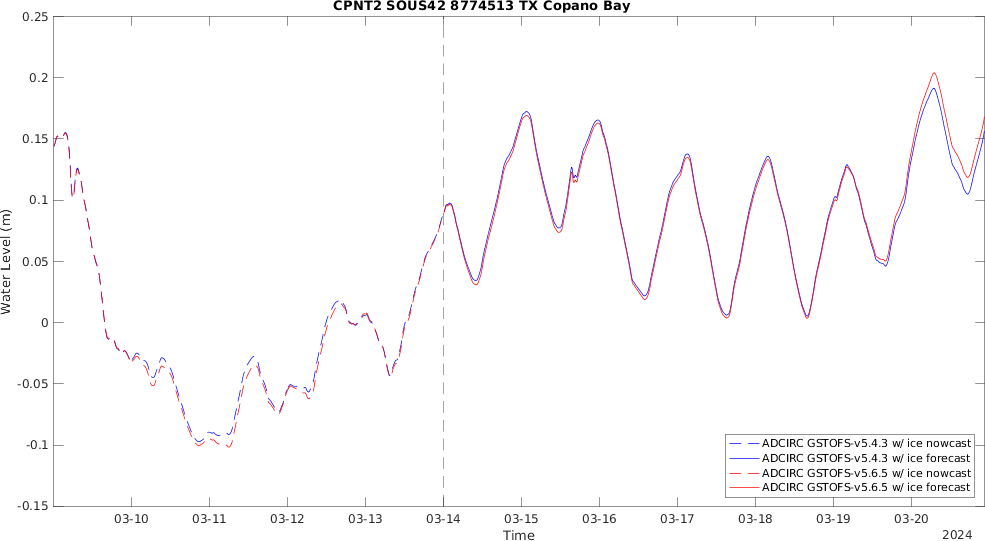 CPNT2 SOUS42 8774513 TX Copano Bay
0.25
0.2
0.15
0.1
0.05
0
-0.05
-0.1
-0.15
Water Level (m)
03-10 03-11 03-12 03-13 03-14 03-15 03-16 03-17 03-18 03-19 03-20
Time
2024
ADCIRC GSTOFS-v5.4.3 w/ ice nowcast
ADCIRC GSTOFS-v5.4.3 w/ ice forecast
ADCIRC GSTOFS-v5.6.5 w/ ice nowcast
ADCIRC GSTOFS-v5.6.5 w/ ice forecast